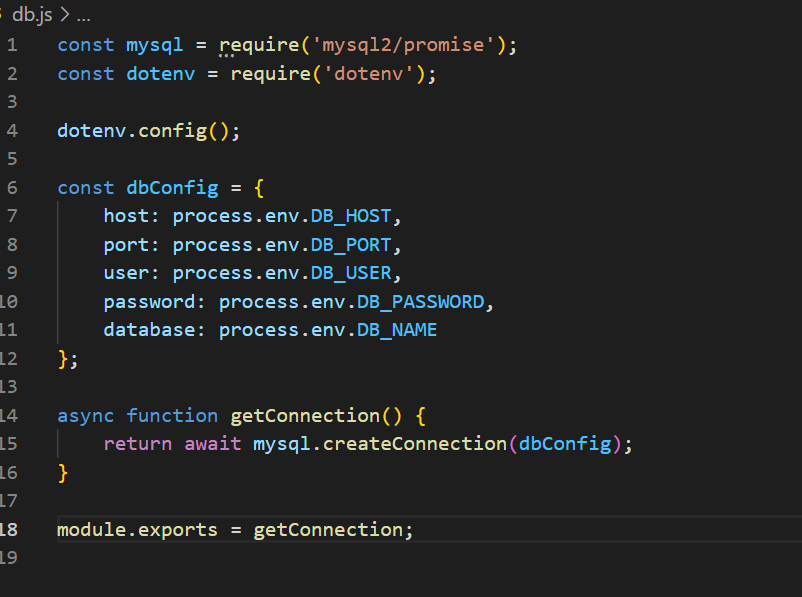 db.js > ...
1 const mysql = require('mysql2/promise');
2 const dotenv = require('dotenv');
3
4 dotenv.config();
5
6 const dbConfig = {
7     host: process.env.DB_HOST,
8     port: process.env.DB_PORT,
9     user: process.env.DB_USER,
10     password: process.env.DB_PASSWORD,
11     database: process.env.DB_NAME
12 };
13
14 async function getConnection() {
15     return await mysql.createConnection(dbConfig);
16 }
17
18 module.exports = getConnection;
19